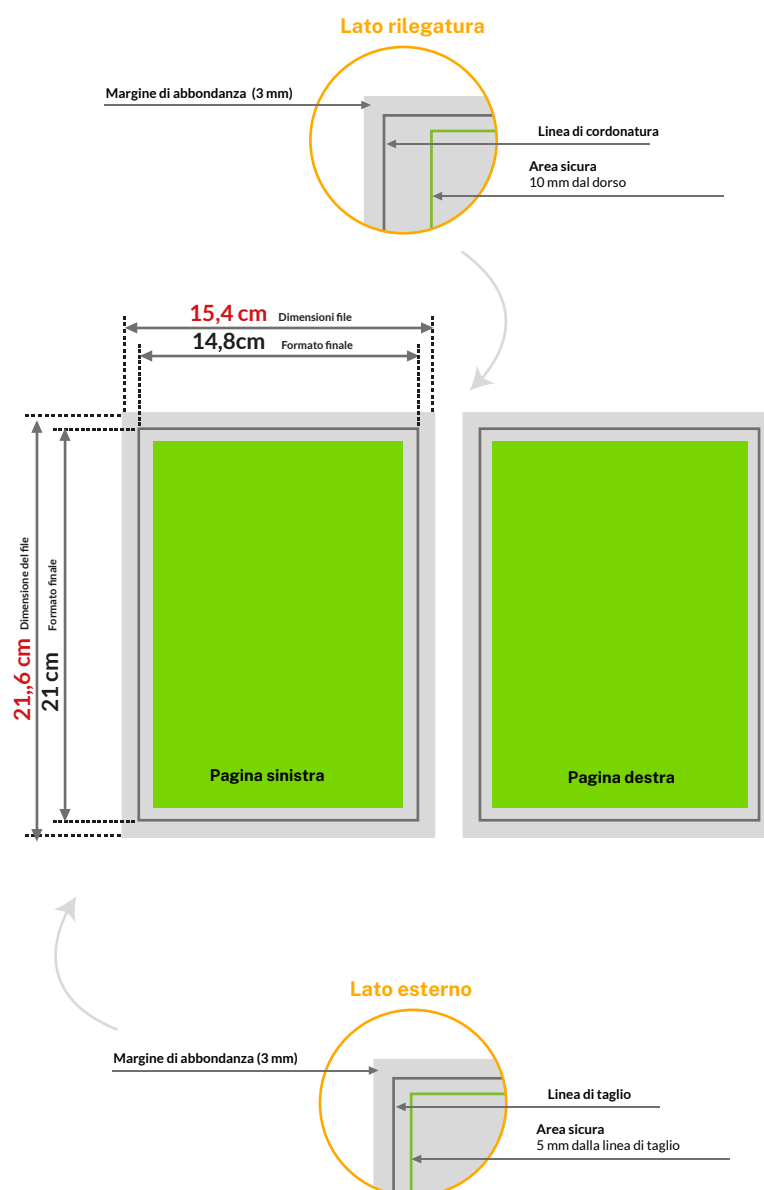 Lato rilegatura
Margine di abbondanza (3 mm)
Linea di cordonatura
Area sicura
10 mm dal dorso
15,4 cm Dimensioni file
14,8cm Formato finale
21,,6 cm Dimensione del file
21 cm Formato finale
Pagina sinistra
Pagina destra
Lato esterno
Margine di abbondanza (3 mm)
Linea di taglio
Area sicura
5 mm dalla linea di taglio